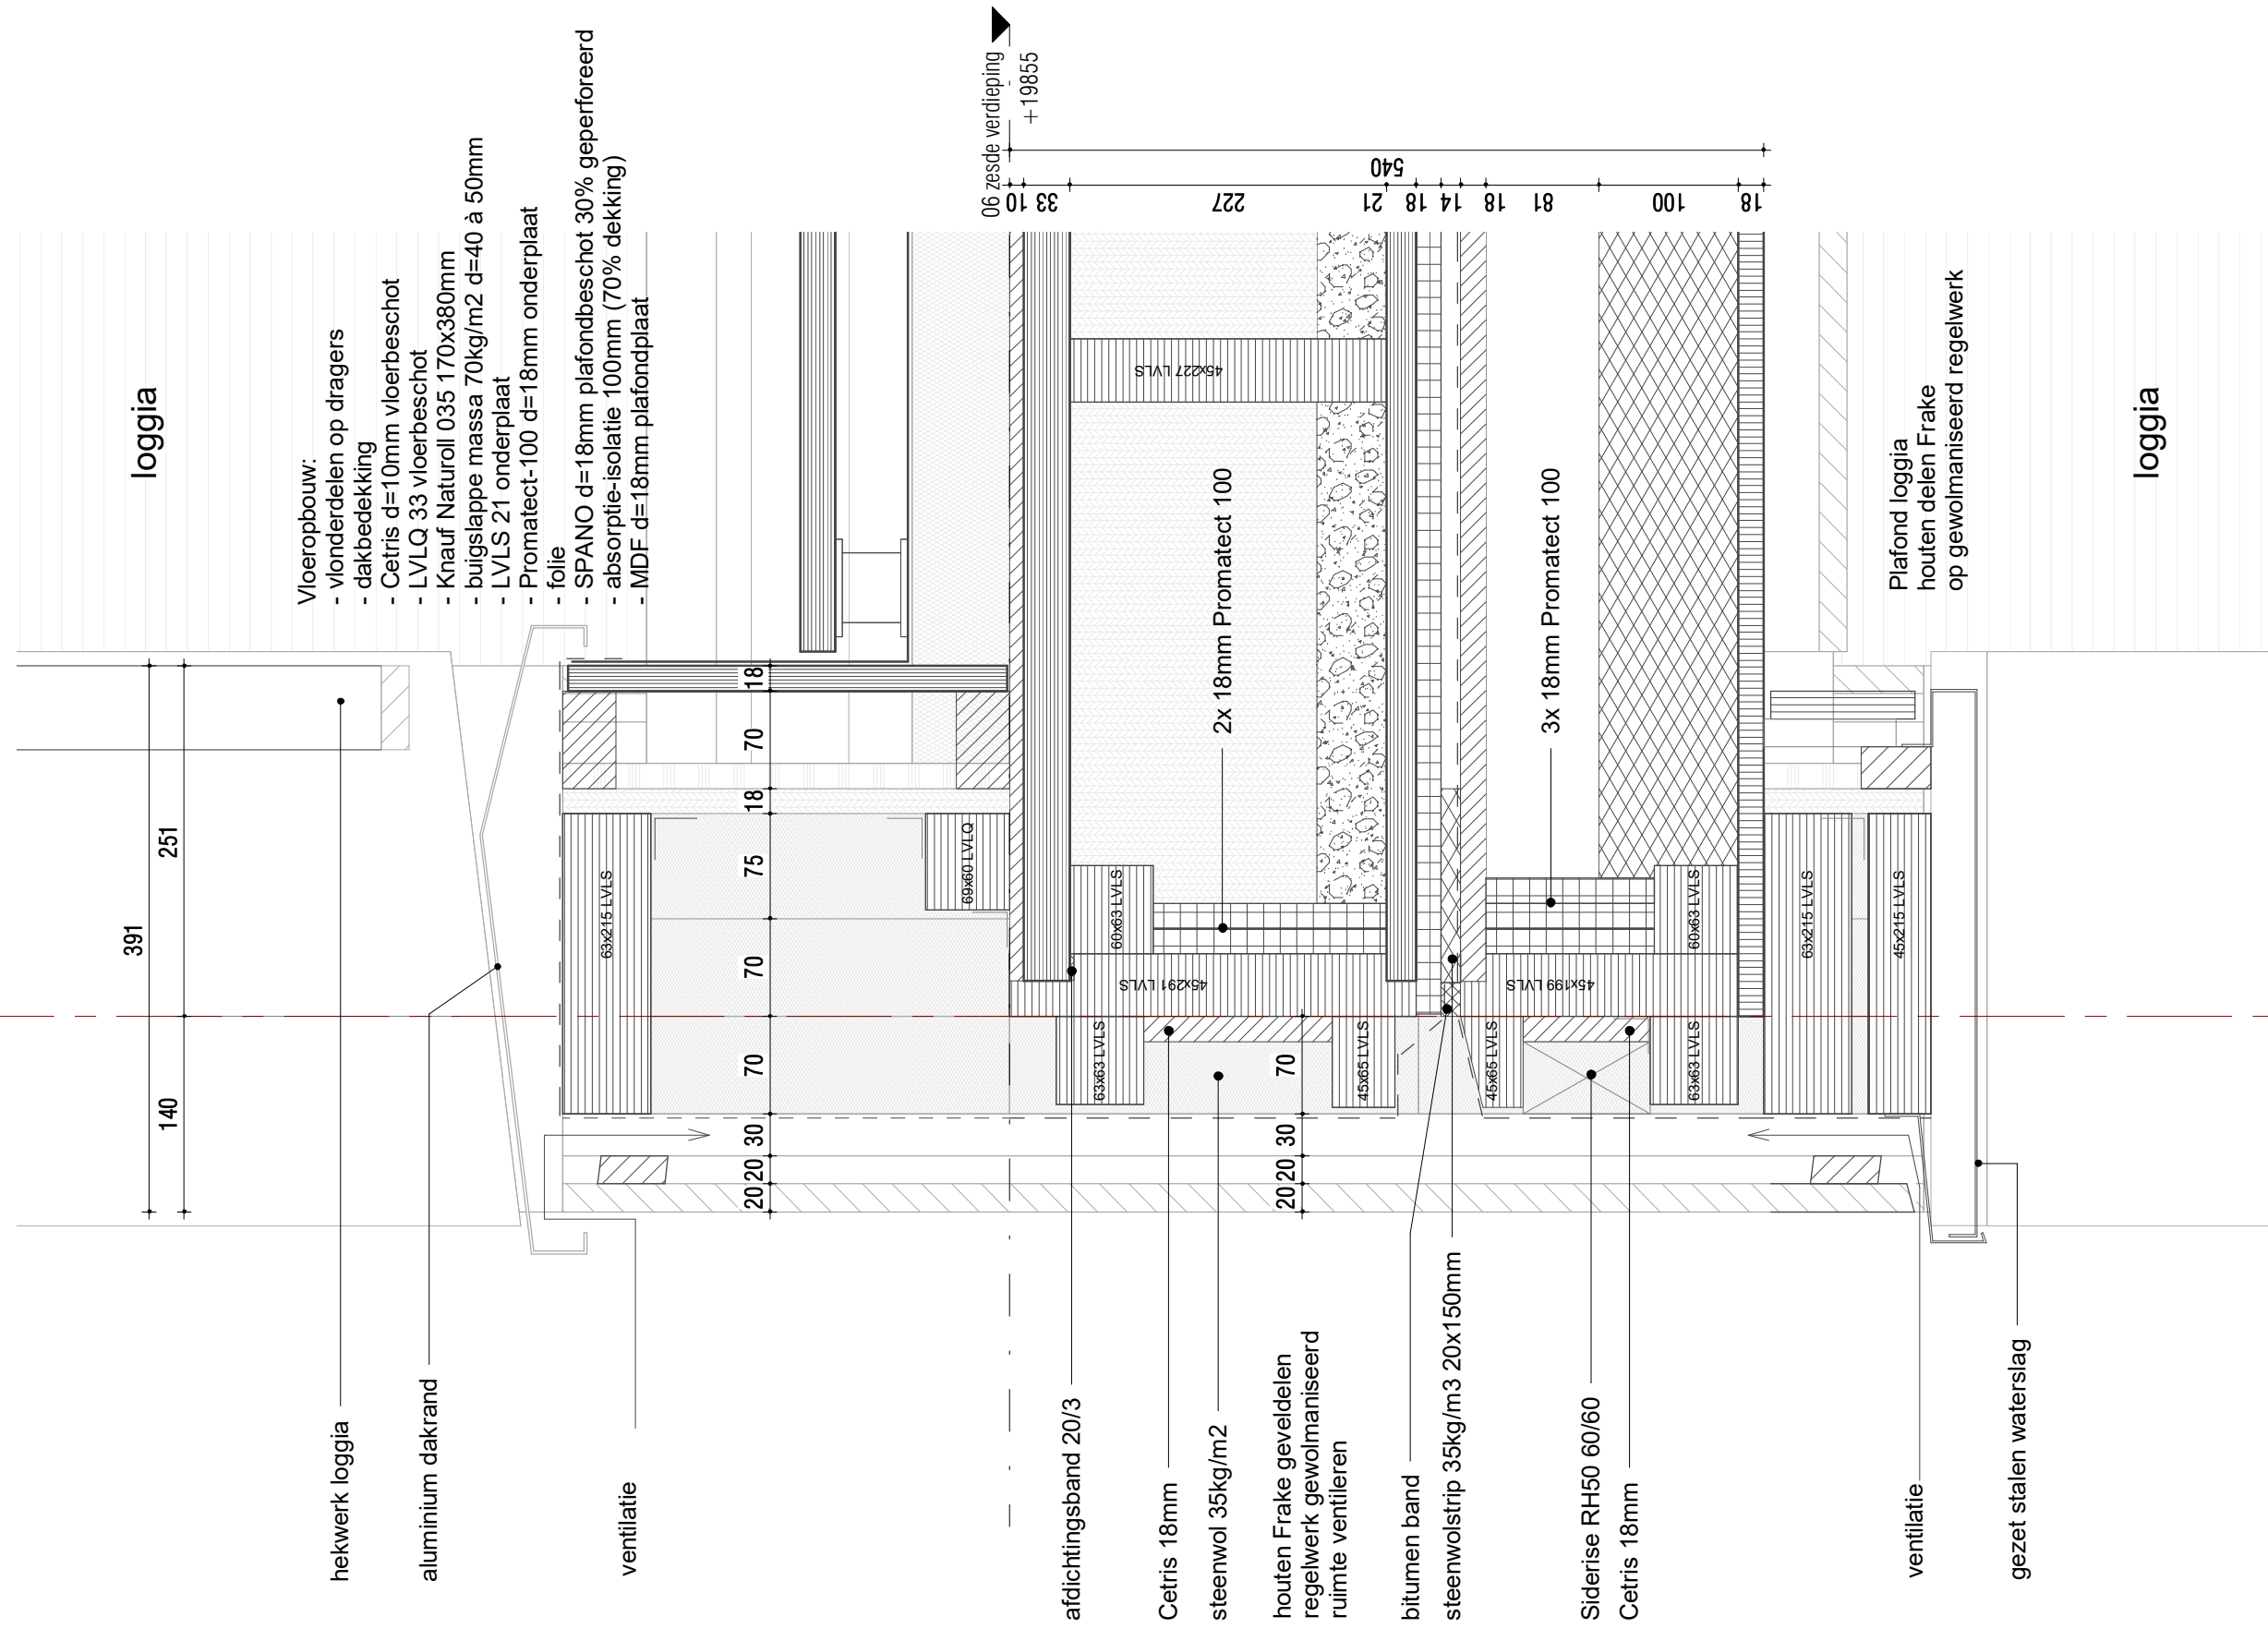 loggia
Vloeropbouw:
- vlonderdelen op dragers
- dakbedekking
- Cetris d=10mm vloerbeschot
- LVLQ 33 vloerbeschot
- Knauf Naturoll 035 170x380mm
- buigslappe massa 70kg/m2 d=40 à 50mm
- LVLS 21 onderplaat
- Promatect-100 d=18mm onderplaat
- folie
- SPANO d=18mm plafondbeschot 30% geperforeerd
- absorptie-isolatie 100mm (70% dekking)
- MDF d=18mm plafondplaat
06 zesde verdieping
+19855
540
10
33
227
21
18
14
18
81
100
18
45x227 LVLS
2x 18mm Promatect 100
3x 18mm Promatect 100
Plafond loggia
houten delen Frake
op gewolmaniseerd regelwerk
loggia
391
251
140
18
70
18
75
70
70
30
20
20
70
30
20
20
63x215 LVLS
69x60 LVLQ
60x63 LVLS
45x291 LVLS
63x63 LVLS
45x65 LVLS
45x65 LVLS
60x63 LVLS
45x199 LVLS
63x63 LVLS
63x215 LVLS
45x215 LVLS
hekwerk loggia
aluminium dakrand
ventilatie
afdichtingsband 20/3
Cetris 18mm
steenwol 35kg/m2
houten Frake geveldelen
regelwerk gewolmaniseerd
ruimte ventileren
bitumen band
steenwolstrip 35kg/m3 20x150mm
Siderise RH50 60/60
Cetris 18mm
ventilatie
gezet stalen waterslag